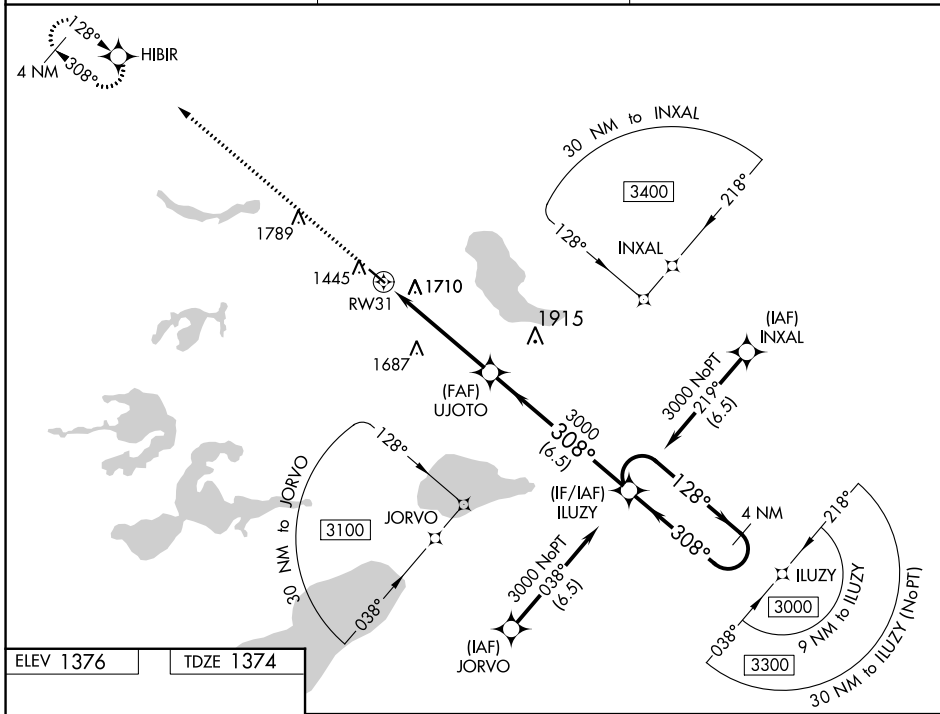 128°
HIBIR
4 NM
308°
30 NM to INXAL
3400
218°
128°
INXAL
1789
1445
RW31
1710
1915
1687
(FAF)
UJOTO
(IAF)
INXAL
3000 NoPT
219°
(6.5)
3000
308°
(6.5)
128°
30 NM to JORVO
3100
JORVO
038°
(IF/IAF)
ILUZY
128°
4 NM
308°
3000 NoPT
038°
(6.5)
(IAF)
JORVO
218°
ILUZY
3000
9 NM to ILUZY
038°
3300
30 NM to ILUZY (NoPT)
ELEV 1376
TDZE 1374